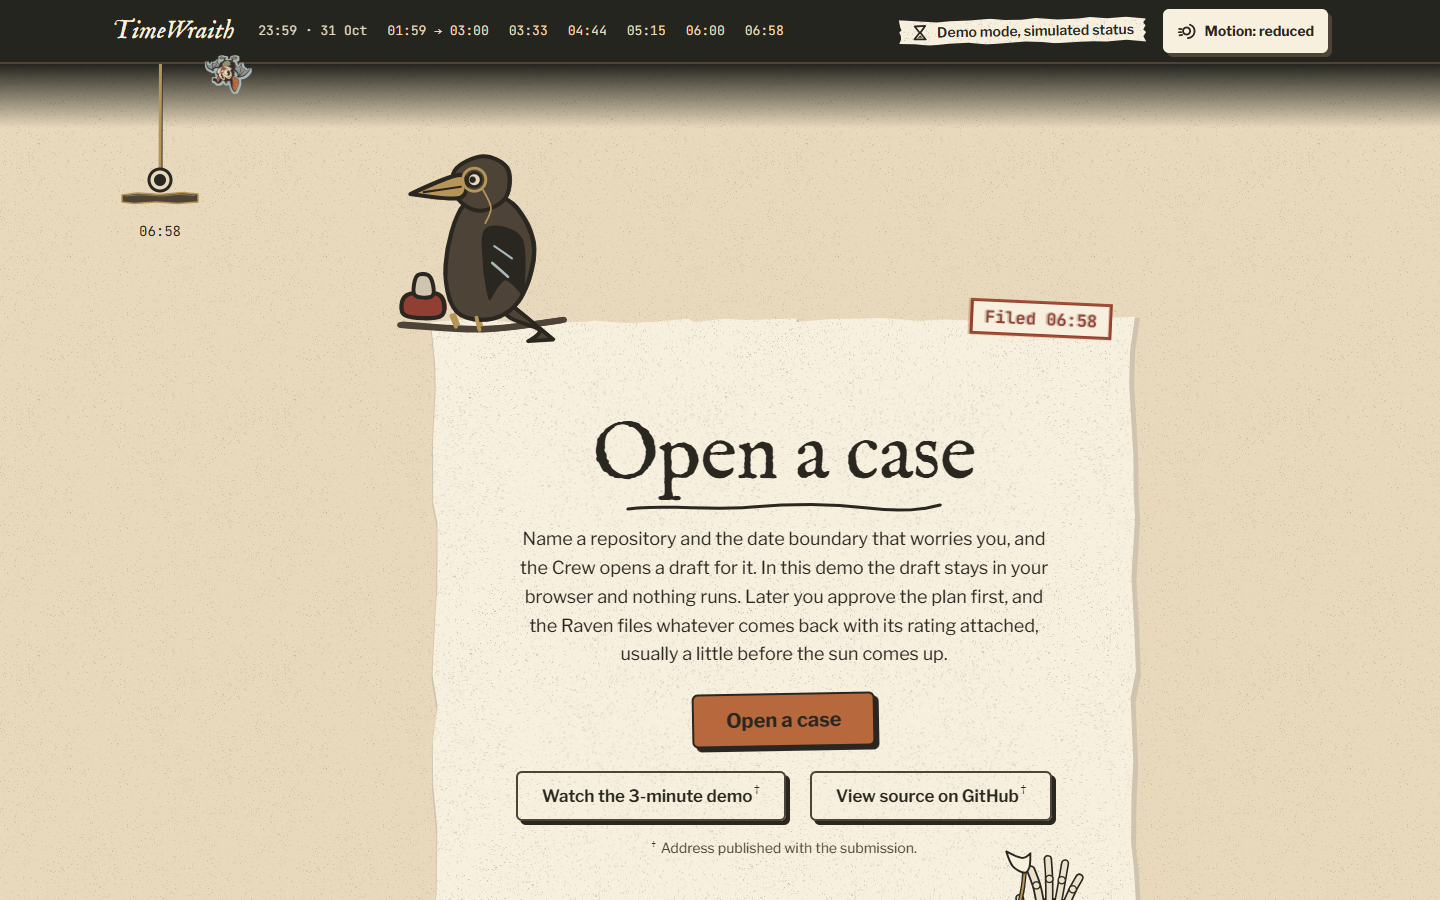 TimeWraith
23:59 · 31 Oct 01:59 → 03:00 03:33 04:44 05:15 06:00 06:58
Demo mode, simulated status
Motion: reduced
06:58
Filed 06:58
Open a case
Name a repository and the date boundary that worries you, and
the Crew opens a draft for it. In this demo the draft stays in your
browser and nothing runs. Later you approve the plan first, and
the Raven files whatever comes back with its rating attached,
usually a little before the sun comes up.
Open a case
Watch the 3-minute demo†
View source on GitHub†
† Address published with the submission.